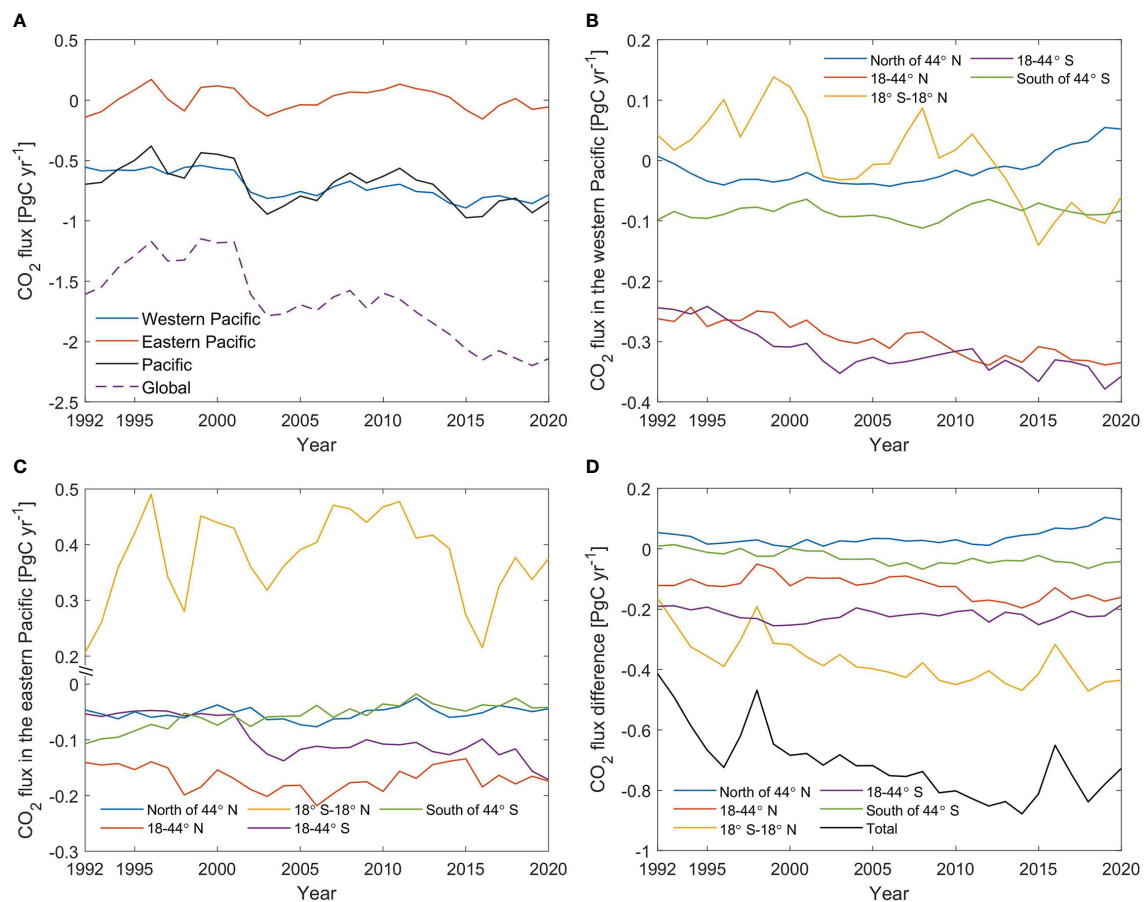 A
CO2 flux [PgC yr-1]
0.5
0
-0.5
-1
-1.5
-2
-2.5
Western Pacific
Eastern Pacific
Pacific
Global
1992 1995 2000 2005 2010 2015 2020
Year
B
CO2 flux in the western Pacific [PgC yr-1]
0.2
0.1
0
-0.1
-0.2
-0.3
-0.4
North of 44° N
18-44° N
18° S-18° N
18-44° S
South of 44° S
1992 1995 2000 2005 2010 2015 2020
Year
C
CO2 flux in the eastern Pacific [PgC yr-1]
0.5
0.4
0.3
0.2
0
-0.1
-0.2
-0.3
North of 44° N
18-44° N
18° S-18° N
18-44° S
South of 44° S
1992 1995 2000 2005 2010 2015 2020
Year
D
CO2 flux difference [PgC yr-1]
0.2
0
-0.2
-0.4
-0.6
-0.8
-1
North of 44° N
18-44° N
18° S-18° N
18-44° S
South of 44° S
Total
1992 1995 2000 2005 2010 2015 2020
Year